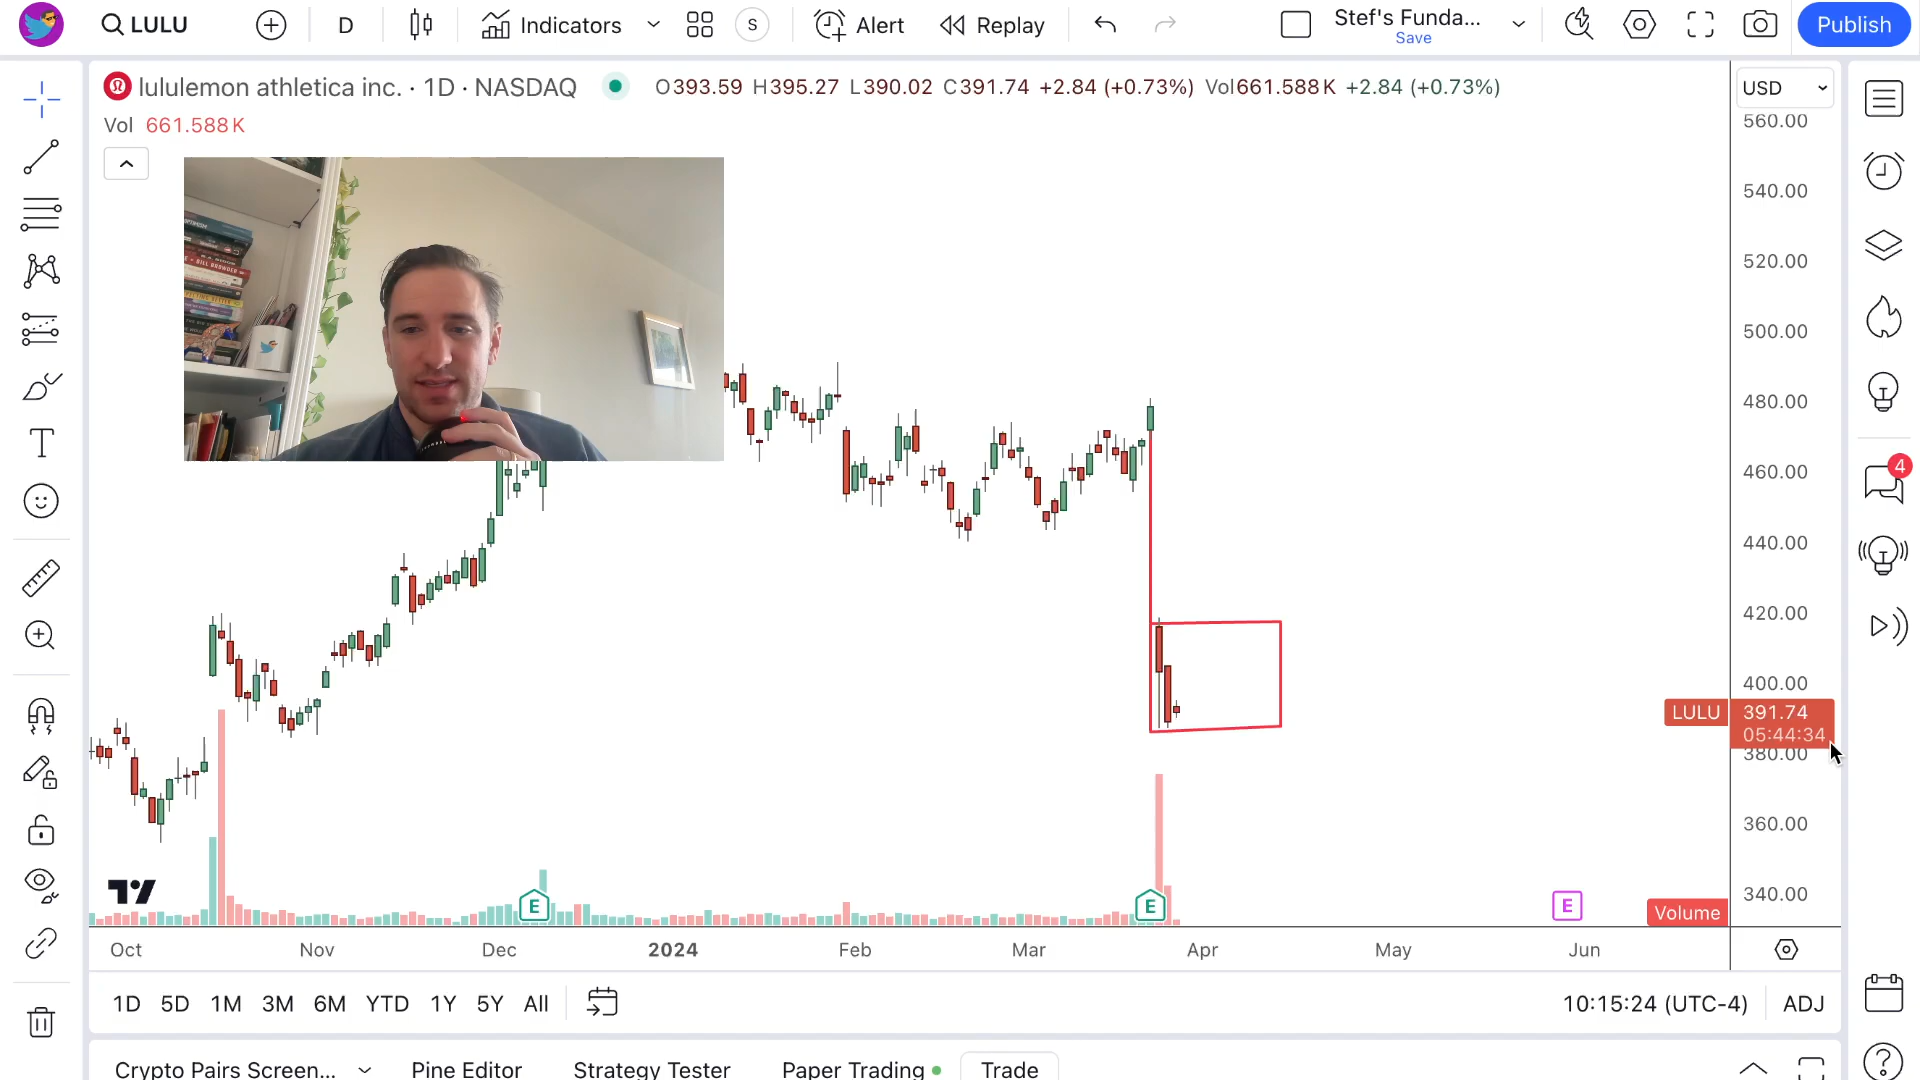 LULU
D
Indicators
S
Alert
Replay
Stef's Funda...
Save
Publish
lululemon athletica inc. · 1D · NASDAQ
O393.59 H395.27 L390.02 C391.74 +2.84 (+0.73%) Vol661.588K +2.84 (+0.73%)
USD
Vol 661.588K
560.00
540.00
520.00
500.00
480.00
460.00
440.00
420.00
400.00
LULU 391.74
05:44:34
380.00
360.00
340.00
4
BILL BROWDER
E
E
E
Volume
Oct Nov Dec 2024 Feb Mar Apr May Jun
1D 5D 1M 3M 6M YTD 1Y 5Y All
10:15:24 (UTC-4) ADJ
Crypto Pairs Screen... Pine Editor Strategy Tester Paper Trading Trade